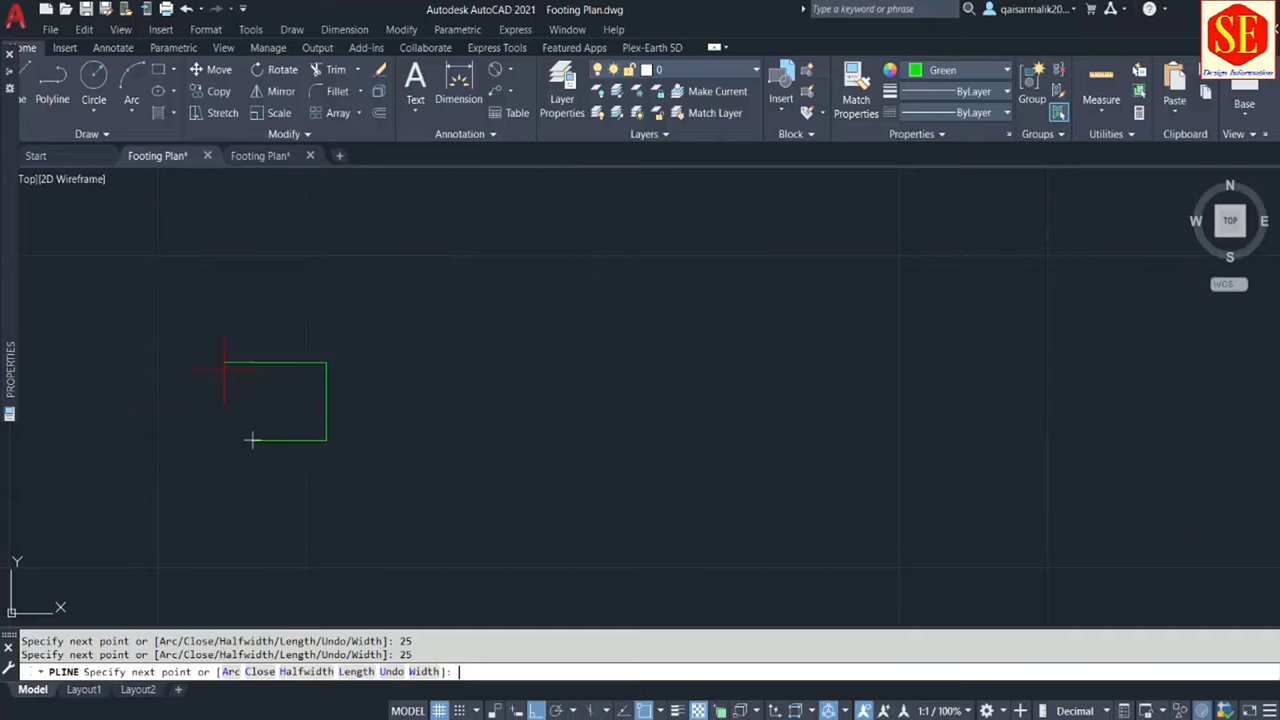 Autodesk AutoCAD 2021 Footing Plan.dwg
Type a keyword or phrase
qaisarmalik20...
SE
Design Information
File Edit View Insert Format Tools Draw Dimension Modify Parametric Express Window Help
Home Insert Annotate Parametric View Manage Output Add-ins Collaborate Express Tools Featured Apps Plex-Earth 5D
Move Rotate Trim
0
Green
Polyline Circle Arc
Copy Mirror Fillet
Text Dimension
Layer Properties
Make Current
Insert
Match Properties
ByLayer
Group
Measure
Paste
Base
Stretch Scale Array
Table
Match Layer
ByLayer
Draw Modify Annotation Layers Block Properties Groups Utilities Clipboard View
Start Footing Plan* Footing Plan*
Top][2D Wireframe]
N
W TOP E
S
WCS
PROPERTIES
Y
X
Specify next point or [Arc/Close/Halfwidth/Length/Undo/Width]: 25
Specify next point or [Arc/Close/Halfwidth/Length/Undo/Width]: 25
PLINE Specify next point or [Arc Close Halfwidth Length Undo Width]:
Model Layout1 Layout2 +
MODEL 1:1 / 100% Decimal